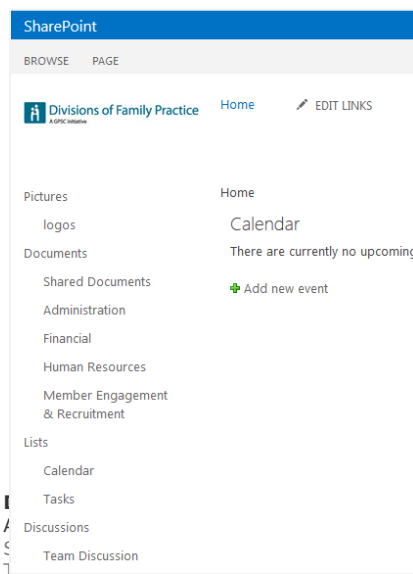 SharePoint
BROWSE PAGE
Divisions of Family Practice
A GPSC initiative
Home EDIT LINKS
Pictures
logos
Documents
Shared Documents
Administration
Financial
Human Resources
Member Engagement
& Recruitment
Lists
Calendar
Tasks
Discussions
Team Discussion
Home
Calendar
There are currently no upcoming
Add new event